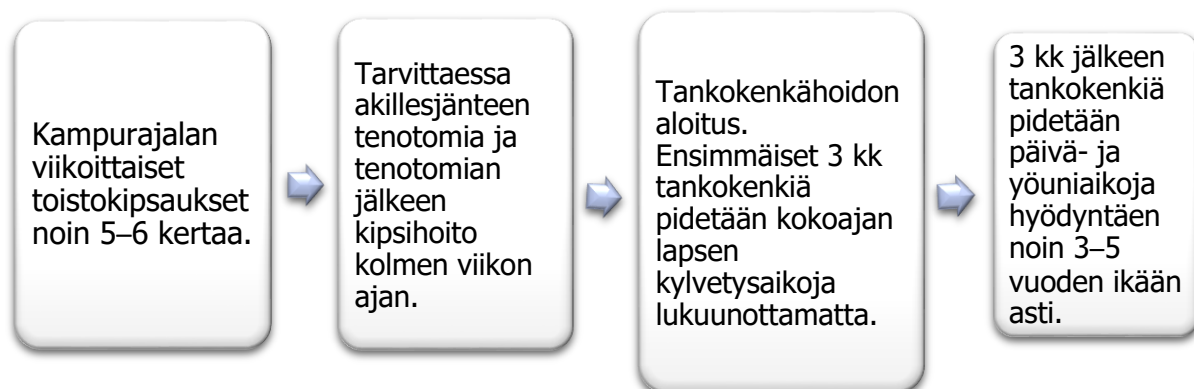 Kampurajalan
viikoittaiset
toistokipsaukset
noin 5–6 kertaa.
Tarvittaessa
akillesjänteen
tenotomia ja
tenotomian
jälkeen
kipsihoito
kolmen viikon
ajan.
Tankokenkähoidon
aloitus.
Ensimmäiset 3 kk
tankokenkiä
pidetään kokoajan
lapsen
kylvetysaikoja
lukuunottamatta.
3 kk jälkeen
tankokenkiä
pidetään
päivä- ja
yöuniaikoja
hyödyntäen
noin 3–5
vuoden ikään
asti.